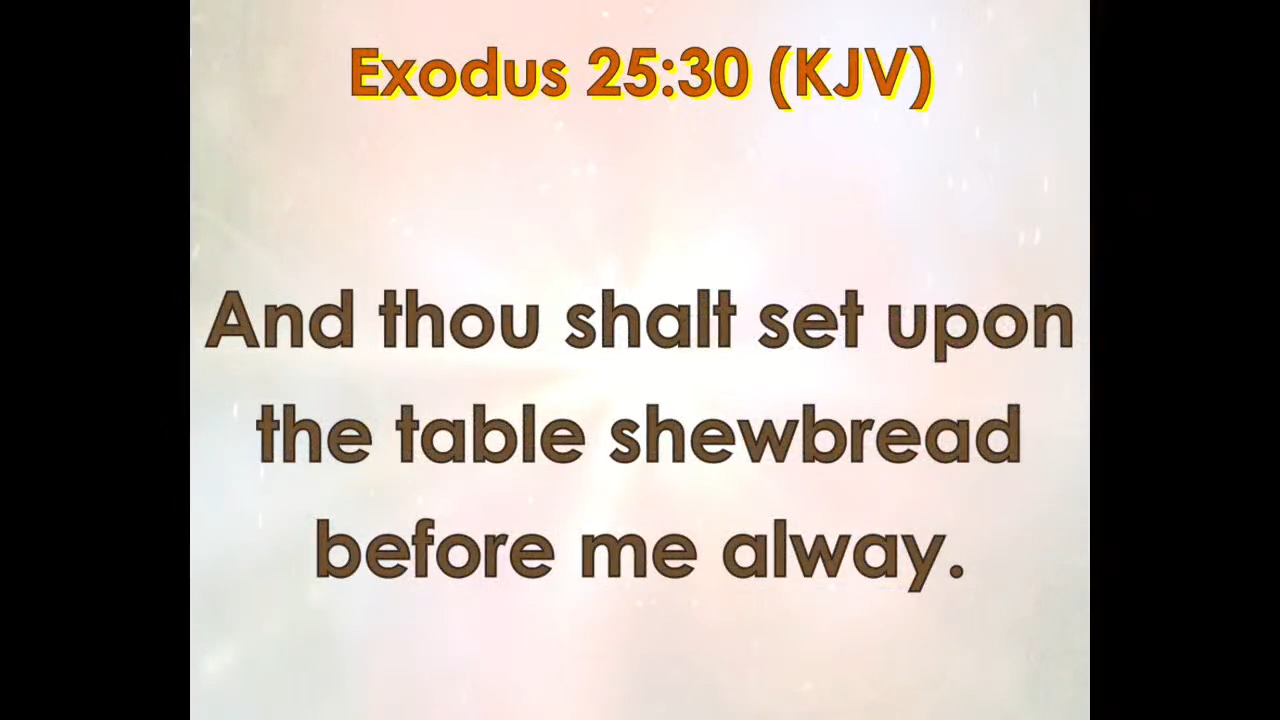 Exodus 25:30 (KJV)
And thou shalt set upon
the table shewbread
before me alway.